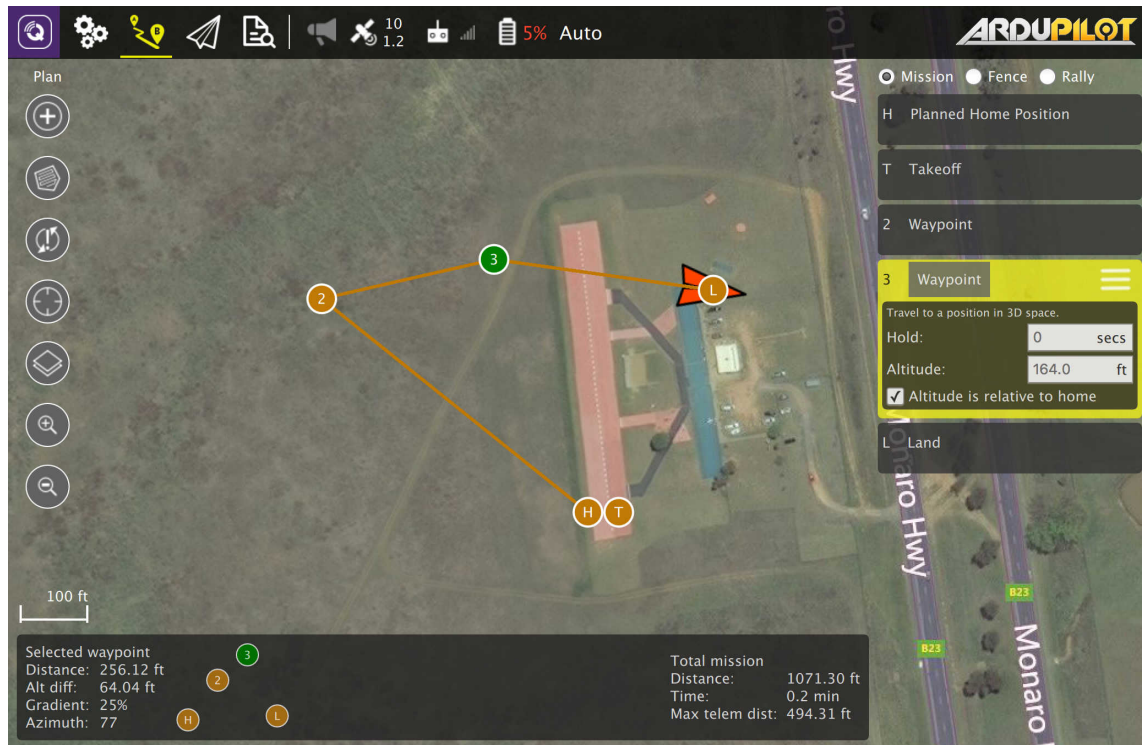 10
1.2
5%
Auto
ARDUPILOT
Plan
Mission
Fence
Rally
H Planned Home Position
T Takeoff
2 Waypoint
3 Waypoint
Travel to a position in 3D space.
Hold: 0 secs
Altitude: 164.0 ft
Altitude is relative to home
L Land
ro Hwy
Monaro Hwy
Monaro
B23
B23
B
2
3
L
H
T
100 ft
Selected waypoint
Distance: 256.12 ft
Alt diff: 64.04 ft
Gradient: 25%
Azimuth: 77
3
2
H
L
Total mission
Distance: 1071.30 ft
Time: 0.2 min
Max telem dist: 494.31 ft